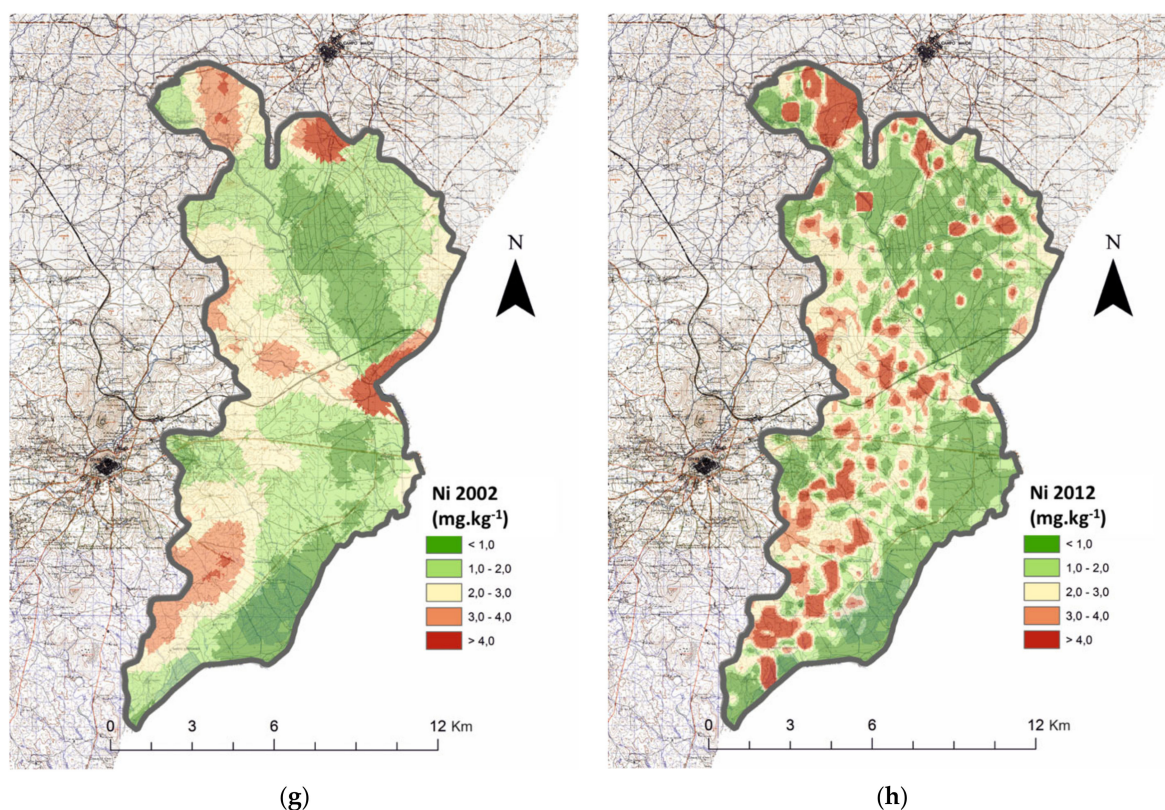 N
Ni 2002
(mg.kg⁻¹)
< 1,0
1,0 - 2,0
2,0 - 3,0
3,0 - 4,0
> 4,0
0 3 6 12 Km
(g)
N
Ni 2012
(mg.kg⁻¹)
< 1,0
1,0 - 2,0
2,0 - 3,0
3,0 - 4,0
> 4,0
0 3 6 12 Km
(h)